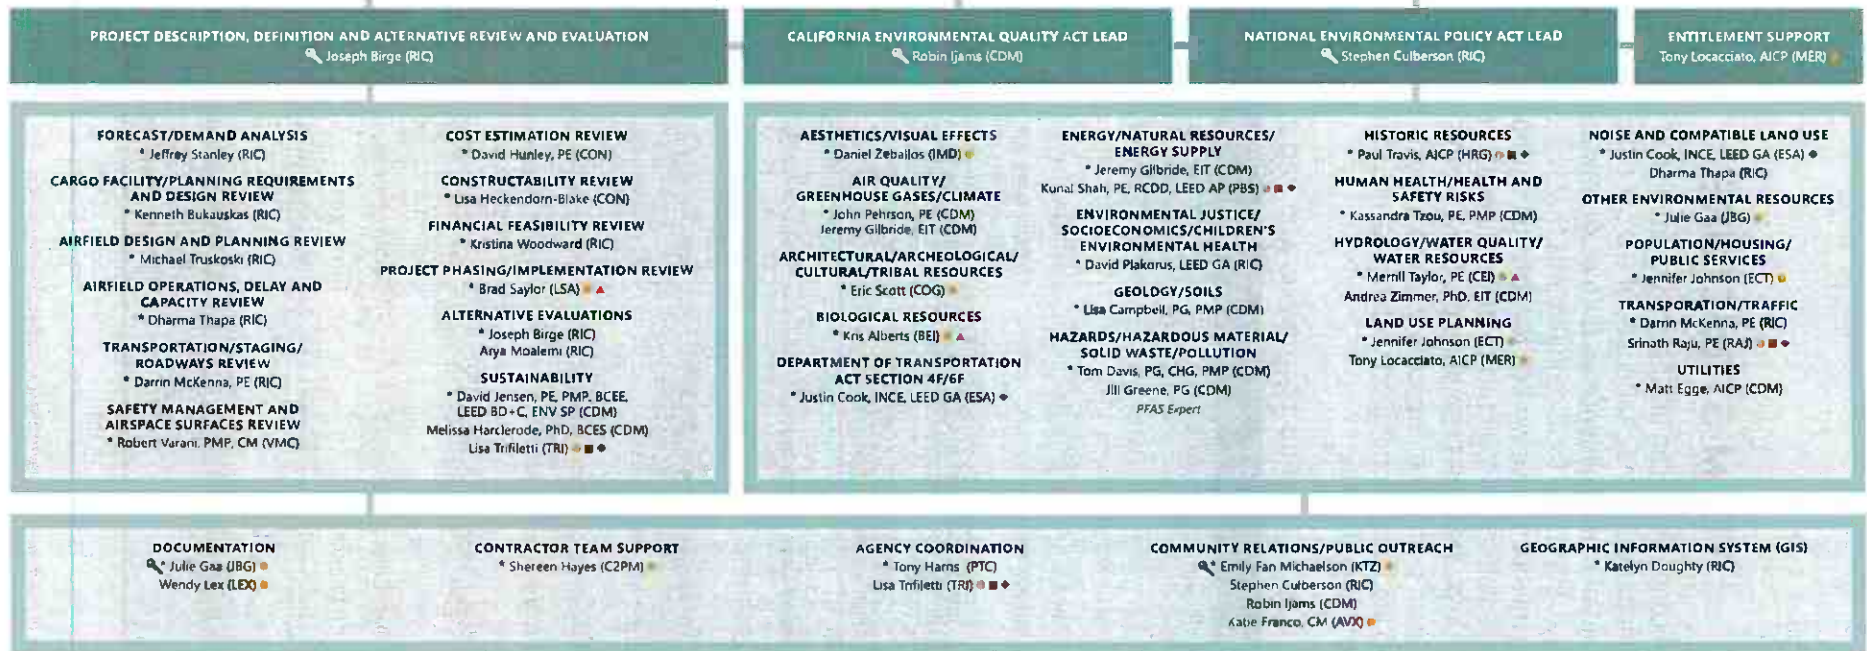 PROJECT DESCRIPTION, DEFINITION AND ALTERNATIVE REVIEW AND EVALUATION
Joseph Birge (RIC)
CALIFORNIA ENVIRONMENTAL QUALITY ACT LEAD
Robin Ijams (CDM)
NATIONAL ENVIRONMENTAL POLICY ACT LEAD
Stephen Culberson (RIC)
ENTITLEMENT SUPPORT
Tony Locacciato, AICP (MER)
FORECAST/DEMAND ANALYSIS
* Jeffrey Stanley (RIC)
CARGO FACILITY/PLANNING REQUIREMENTS
AND DESIGN REVIEW
* Kenneth Bukauskas (RIC)
AIRFIELD DESIGN AND PLANNING REVIEW
* Michael Truskoski (RIC)
AIRFIELD OPERATIONS, DELAY AND
CAPACITY REVIEW
* Dharma Thapa (RIC)
TRANSPORTATION/STAGING/
ROADWAYS REVIEW
* Darrin McKenna, PE (RIC)
SAFETY MANAGEMENT AND
AIRSPACE SURFACES REVIEW
* Robert Varani, PMP, CM (VMC)
COST ESTIMATION REVIEW
* David Hunley, PE (CON)
CONSTRUCTABILITY REVIEW
* Lisa Heckendorn-Blake (CON)
FINANCIAL FEASIBILITY REVIEW
* Kristina Woodward (RIC)
PROJECT PHASING/IMPLEMENTATION REVIEW
* Brad Saylor (LSA)
ALTERNATIVE EVALUATIONS
* Joseph Birge (RIC)
Arya Moalemi (RIC)
SUSTAINABILITY
* David Jensen, PE, PMP, BCEE,
LEED BD+C, ENV SP (CDM)
Melissa Harclerode, PhD, BCES (CDM)
Lisa Trifiletti (TRI)
AESTHETICS/VISUAL EFFECTS
* Daniel Zeballos (IMD)
AIR QUALITY/
GREENHOUSE GASES/CLIMATE
* John Pehrson, PE (CDM)
Jeremy Gilbride, EIT (CDM)
ARCHITECTURAL/ARCHEOLOGICAL/
CULTURAL/TRIBAL RESOURCES
* Eric Scott (COG)
BIOLOGICAL RESOURCES
* Kris Alberts (BEI)
DEPARTMENT OF TRANSPORTATION
ACT SECTION 4F/6F
* Justin Cook, INCE, LEED GA (ESA)
ENERGY/NATURAL RESOURCES/
ENERGY SUPPLY
* Jeremy Gilbride, EIT (CDM)
Kunal Shah, PE, RCDD, LEED AP (PBS)
ENVIRONMENTAL JUSTICE/
SOCIOECONOMICS/CHILDREN'S
ENVIRONMENTAL HEALTH
* David Plakorus, LEED GA (RIC)
GEOLOGY/SOILS
* Lisa Campbell, PG, PMP (CDM)
HAZARDS/HAZARDOUS MATERIAL/
SOLID WASTE/POLLUTION
* Tom Davis, PG, CHG, PMP (CDM)
Jill Greene, PG (CDM)
PFAS Expert
HISTORIC RESOURCES
* Paul Travis, AICP (HRG)
HUMAN HEALTH/HEALTH AND
SAFETY RISKS
* Kassandra Tzou, PE, PMP (CDM)
HYDROLOGY/WATER QUALITY/
WATER RESOURCES
* Merrill Taylor, PE (CEI)
Andrea Zimmer, PhD, EIT (CDM)
LAND USE PLANNING
* Jennifer Johnson (ECT)
Tony Locacciato, AICP (MER)
NOISE AND COMPATIBLE LAND USE
* Justin Cook, INCE, LEED GA (ESA)
Dharma Thapa (RIC)
OTHER ENVIRONMENTAL RESOURCES
* Julie Gaa (JBG)
POPULATION/HOUSING/
PUBLIC SERVICES
* Jennifer Johnson (ECT)
TRANSPORATION/TRAFFIC
* Darrin McKenna, PE (RIC)
Srinath Raju, PE (RAJ)
UTILITIES
* Matt Egge, AICP (CDM)
DOCUMENTATION
* Julie Gaa (JBG)
Wendy Lex (LEX)
CONTRACTOR TEAM SUPPORT
* Shereen Hayes (C2PM)
AGENCY COORDINATION
* Tony Harris (PTC)
Lisa Trifiletti (TRI)
COMMUNITY RELATIONS/PUBLIC OUTREACH
* Emily Fan Michaelson (KTZ)
Stephen Culberson (RIC)
Robin Ijams (CDM)
Katie Franco, CM (AVX)
GEOGRAPHIC INFORMATION SYSTEM (GIS)
* Katelyn Doughty (RIC)